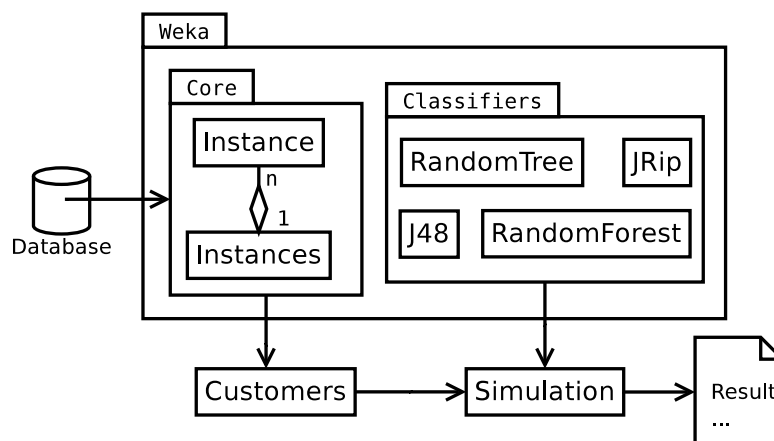 Weka
Core
Classifiers
Instance
n
1
Instances
RandomTree
JRip
J48
RandomForest
Database
Customers
Simulation
Result
...